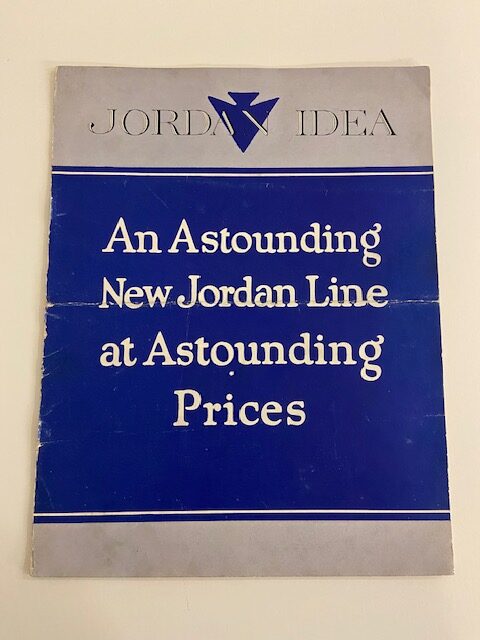 JORDAN IDEA
An Astounding
New Jordan Line
at Astounding
Prices